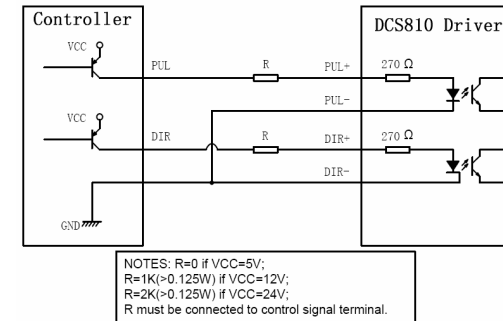 Controller
DCS810 Driver
VCC
PUL
R
PUL+
270 Ω
PUL-
VCC
DIR
R
DIR+
270 Ω
DIR-
GND
NOTES: R=0 if VCC=5V;
R=1K(>0.125W) if VCC=12V;
R=2K(>0.125W) if VCC=24V;
R must be connected to control signal terminal.